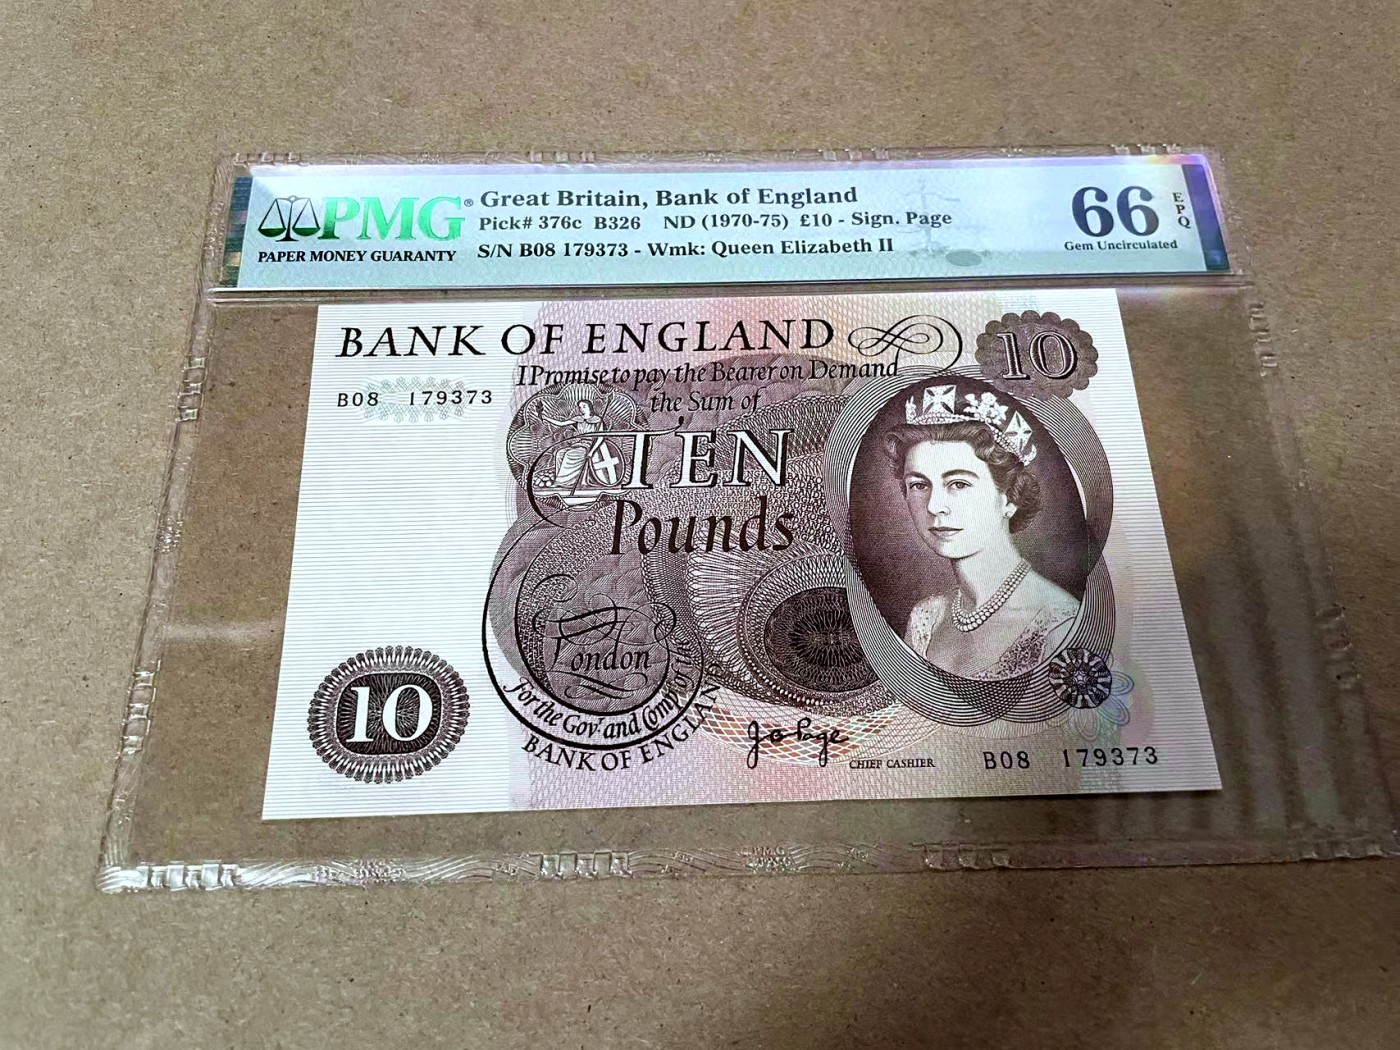 PMG®
PAPER MONEY GUARANTY
Great Britain, Bank of England
Pick# 376c B326 ND (1970-75) £10 - Sign. Page
S/N B08 179373 - Wmk: Queen Elizabeth II
66
EPQ
Gem Uncirculated
BANK OF ENGLAND
10
I Promise to pay the Bearer on Demand
B08 179373
the Sum of
TEN
Pounds
London
For the Govr. and Compa. of the
BANK OF ENGLAND
10
J B Page
CHIEF CASHIER
B08 179373
PMG